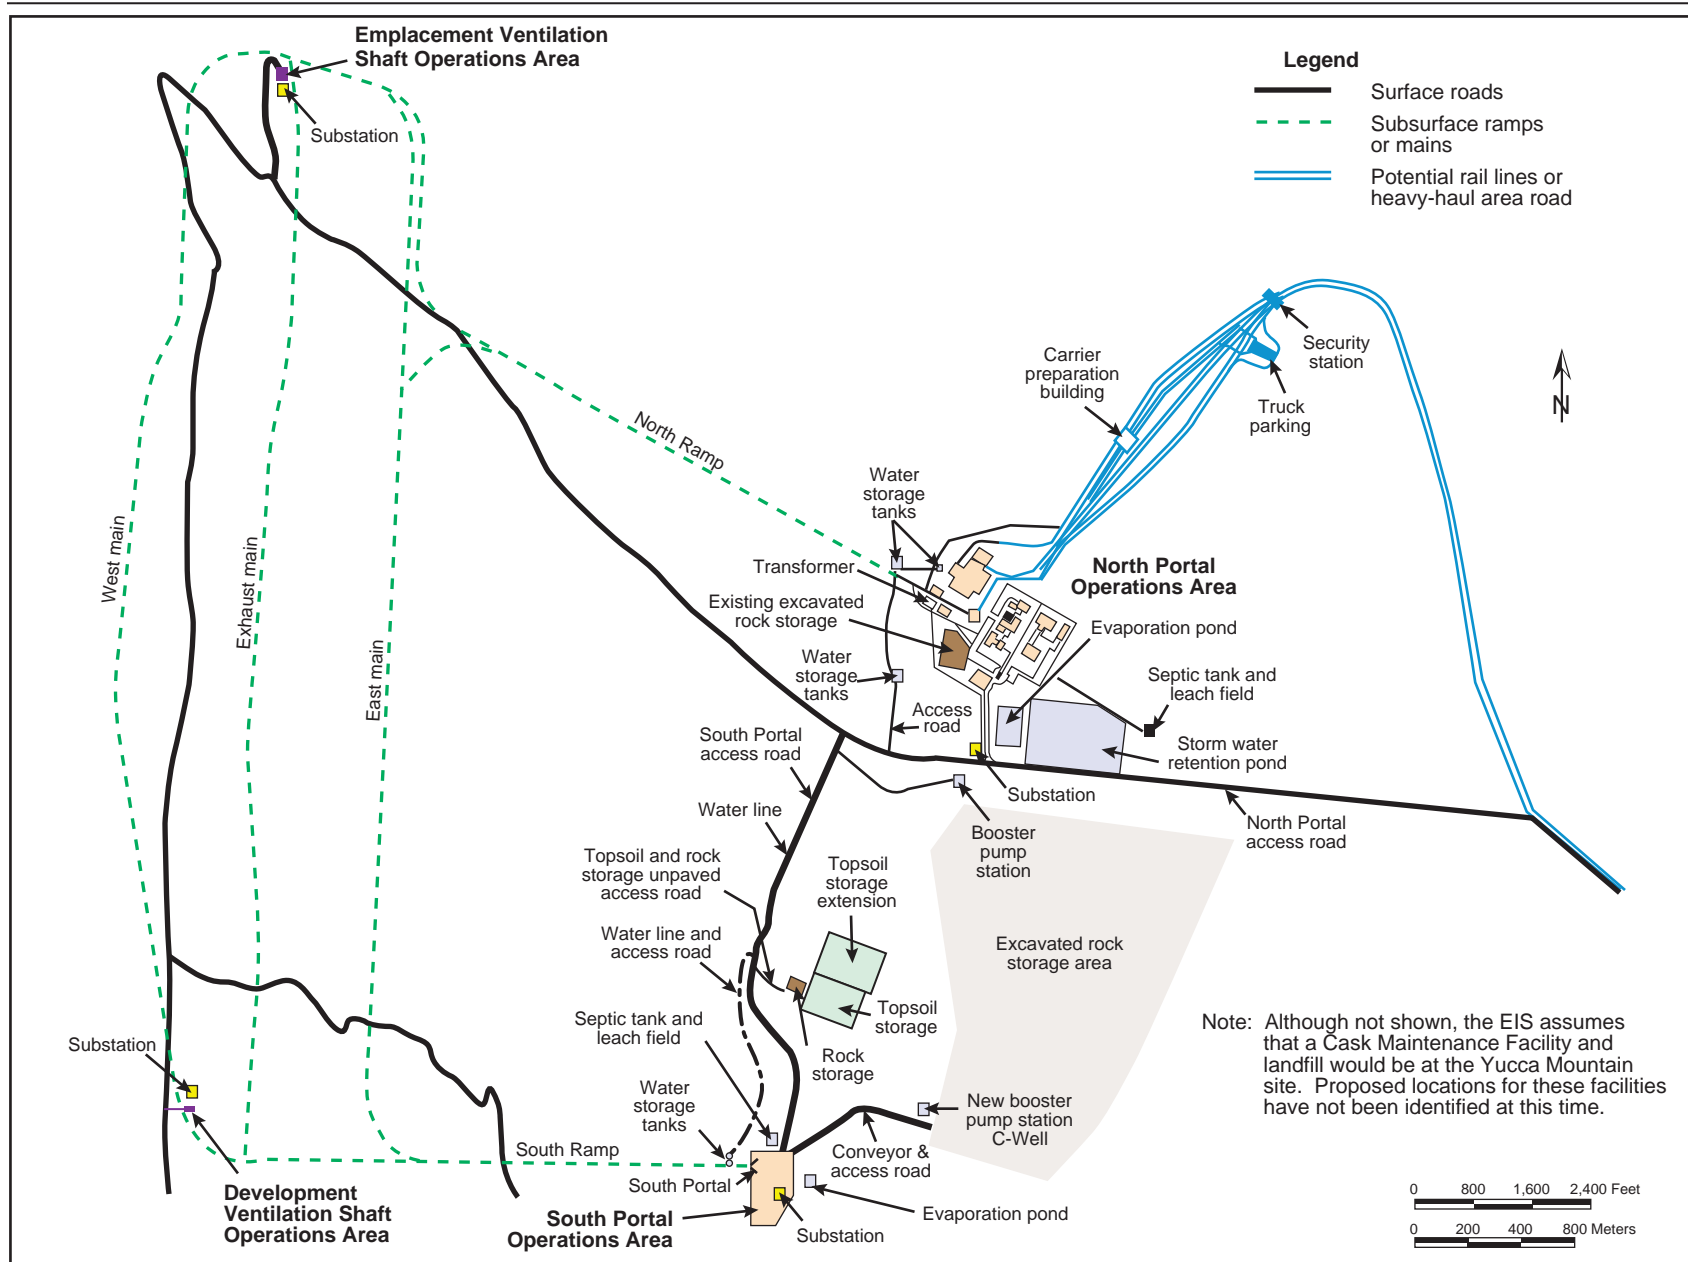 Emplacement Ventilation
Shaft Operations Area
Substation
Legend
Surface roads
Subsurface ramps
or mains
Potential rail lines or
heavy-haul area road
Security
station
Carrier
preparation
building
Truck
parking
N
North Ramp
Water
storage
tanks
Transformer
North Portal
Operations Area
Existing excavated
rock storage
Evaporation pond
West main
Exhaust main
East main
Water
storage
tanks
Septic tank and
leach field
Access
road
South Portal
access road
Storm water
retention pond
Substation
Water line
North Portal
access road
Booster
pump
station
Topsoil and rock
storage unpaved
access road
Topsoil
storage
extension
Water line and
access road
Excavated rock
storage area
Topsoil
storage
Septic tank and
leach field
Rock
storage
Note: Although not shown, the EIS assumes
that a Cask Maintenance Facility and
landfill would be at the Yucca Mountain
site. Proposed locations for these facilities
have not been identified at this time.
Substation
Water
storage
tanks
New booster
pump station
C-Well
Conveyor &
access road
South Ramp
South Portal
Development
Ventilation Shaft
Operations Area
South Portal
Operations Area
Evaporation pond
Substation
0 800 1,600 2,400 Feet
0 200 400 800 Meters